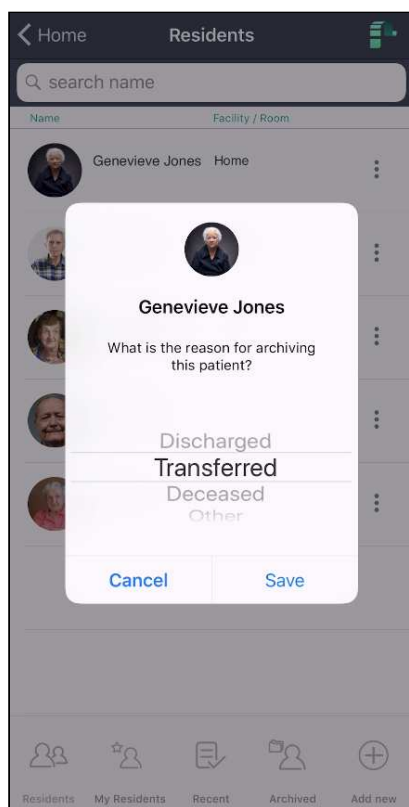 Home
Residents
search name
Name
Facility / Room
Genevieve Jones Home
Genevieve Jones
What is the reason for archiving
this patient?
Discharged
Transferred
Deceased
Other
Cancel
Save
Residents
My Residents
Recent
Archived
Add new